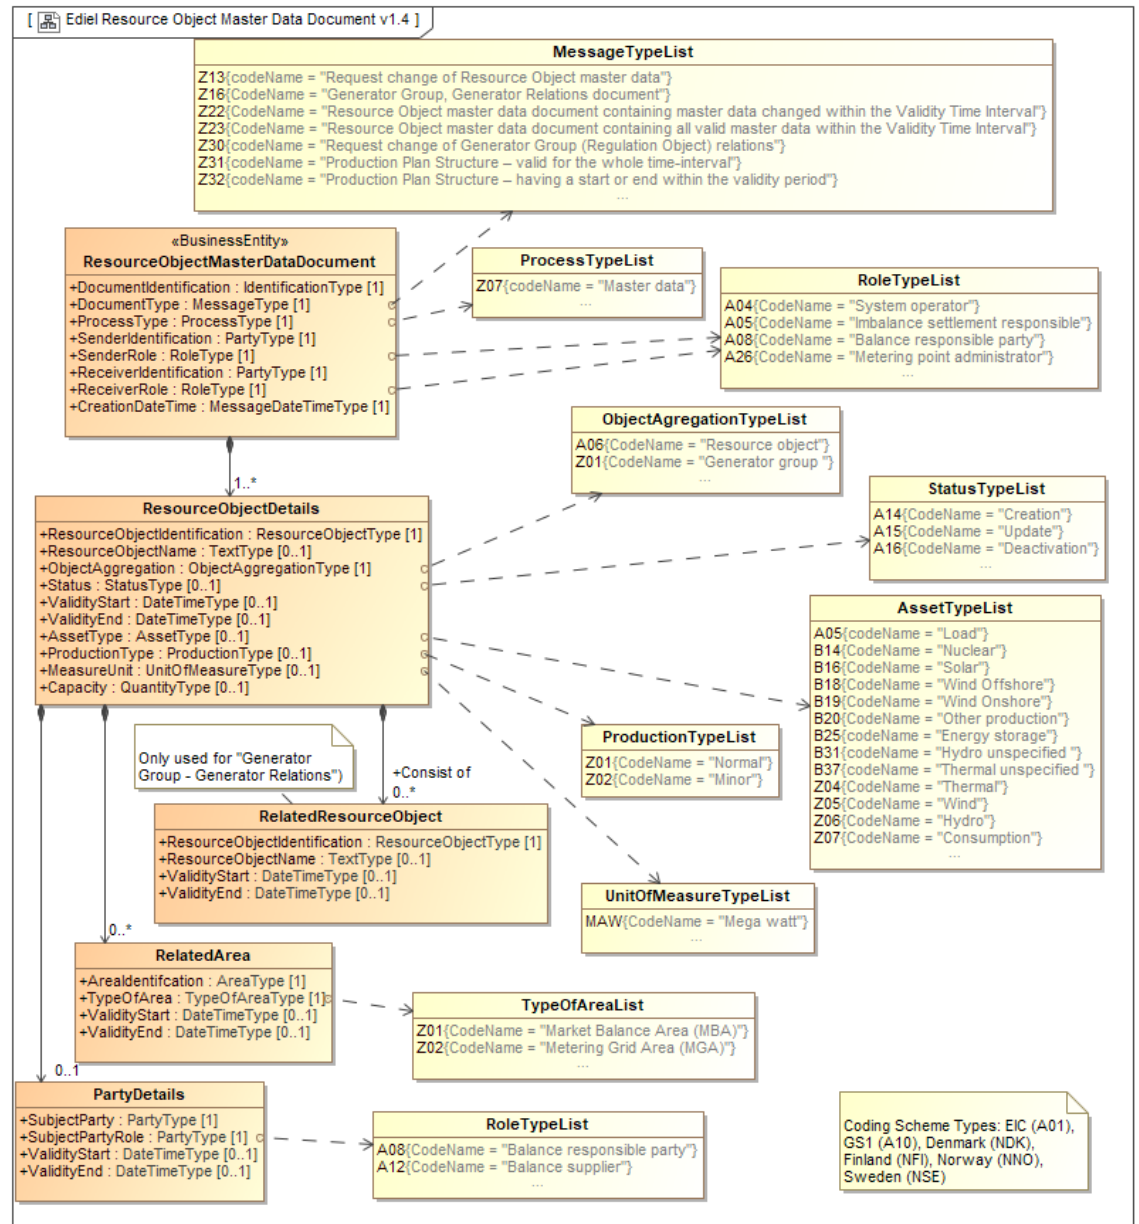 [ Ediel Resource Object Master Data Document v1.4 ]
MessageTypeList
Z13{codeName = "Request change of Resource Object master data"}
Z16{codeName = "Generator Group, Generator Relations document"}
Z22{codeName = "Resource Object master data document containing master data changed within the Validity Time Interval"}
Z23{codeName = "Resource Object master data document containing all valid master data within the Validity Time Interval"}
Z30{codeName = "Request change of Generator Group (Regulation Object) relations"}
Z31{codeName = "Production Plan Structure – valid for the whole time-interval"}
Z32{codeName = "Production Plan Structure – having a start or end within the validity period"}
...
«BusinessEntity»
ResourceObjectMasterDataDocument
+DocumentIdentification : IdentificationType [1]
+DocumentType : MessageType [1]
+ProcessType : ProcessType [1]
+SenderIdentification : PartyType [1]
+SenderRole : RoleType [1]
+ReceiverIdentification : PartyType [1]
+ReceiverRole : RoleType [1]
+CreationDateTime : MessageDateTimeType [1]
ProcessTypeList
Z07{codeName = "Master data"}
...
RoleTypeList
A04{CodeName = "System operator"}
A05{CodeName = "Imbalance settlement responsible"}
A08{CodeName = "Balance responsible party"}
A26{CodeName = "Metering point administrator"}
...
1..*
ObjectAgregationTypeList
A06{CodeName = "Resource object"}
Z01{CodeName = "Generator group "}
...
StatusTypeList
A14{CodeName = "Creation"}
A15{CodeName = "Update"}
A16{CodeName = "Deactivation"}
...
ResourceObjectDetails
+ResourceObjectIdentification : ResourceObjectType [1]
+ResourceObjectName : TextType [0..1]
+ObjectAggregation : ObjectAggregationType [1]
+Status : StatusType [0..1]
+ValidityStart : DateTimeType [0..1]
+ValidityEnd : DateTimeType [0..1]
+AssetType : AssetType [0..1]
+ProductionType : ProductionType [0..1]
+MeasureUnit : UnitOfMeasureType [0..1]
+Capacity : QuantityType [0..1]
AssetTypeList
A05{codeName = "Load"}
B14{CodeName = "Nuclear"}
B16{CodeName = "Solar"}
B18{CodeName = "Wind Offshore"}
B19{CodeName = "Wind Onshore"}
B20{CodeName = "Other production"}
B25{CodeName = "Energy storage"}
B31{CodeName = "Hydro unspecified "}
B37{CodeName = "Thermal unspecified "}
Z04{CodeName = "Thermal"}
Z05{CodeName = "Wind"}
Z06{CodeName = "Hydro"}
Z07{CodeName = "Consumption"}
...
Only used for "Generator
Group - Generator Relations")
+Consist of
0..*
ProductionTypeList
Z01{CodeName = "Normal"}
Z02{CodeName = "Minor"}
...
RelatedResourceObject
+ResourceObjectIdentification : ResourceObjectType [1]
+ResourceObjectName : TextType [0..1]
+ValidityStart : DateTimeType [0..1]
+ValidityEnd : DateTimeType [0..1]
UnitOfMeasureTypeList
MAW{CodeName = "Mega watt"}
...
0..*
RelatedArea
+AreaIdentifcation : AreaType [1]
+TypeOfArea : TypeOfAreaType [1]
+ValidityStart : DateTimeType [0..1]
+ValidityEnd : DateTimeType [0..1]
TypeOfAreaList
Z01{CodeName = "Market Balance Area (MBA)"}
Z02{CodeName = "Metering Grid Area (MGA)"}
...
0..1
PartyDetails
+SubjectParty : PartyType [1]
+SubjectPartyRole : PartyType [1]
+ValidityStart : DateTimeType [0..1]
+ValidityEnd : DateTimeType [0..1]
RoleTypeList
A08{CodeName = "Balance responsible party"}
A12{CodeName = "Balance supplier"}
...
Coding Scheme Types: EIC (A01),
GS1 (A10), Denmark (NDK),
Finland (NFI), Norway (NNO),
Sweden (NSE)